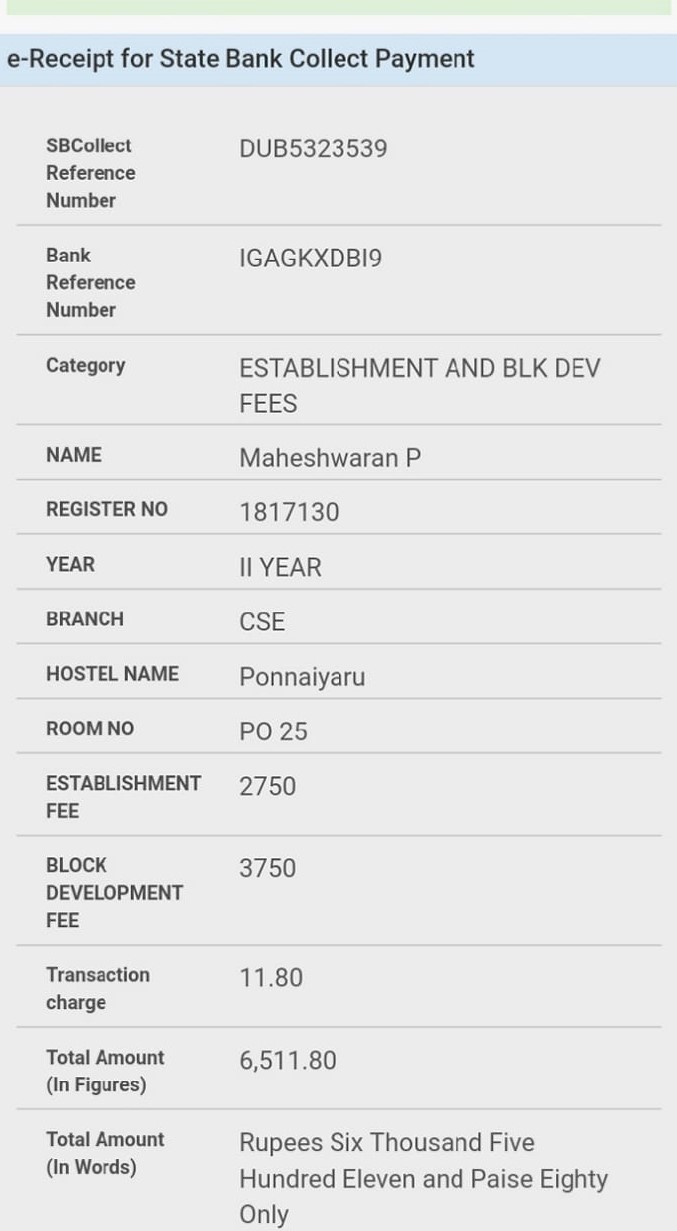 e-Receipt for State Bank Collect Payment
SBCollect
Reference
Number
DUB5323539
Bank
Reference
Number
IGAGKXDBI9
Category
ESTABLISHMENT AND BLK DEV
FEES
NAME
Maheshwaran P
REGISTER NO
1817130
YEAR
II YEAR
BRANCH
CSE
HOSTEL NAME
Ponnaiyaru
ROOM NO
PO 25
ESTABLISHMENT
FEE
2750
BLOCK
DEVELOPMENT
FEE
3750
Transaction
charge
11.80
Total Amount
(In Figures)
6,511.80
Total Amount
(In Words)
Rupees Six Thousand Five
Hundred Eleven and Paise Eighty
Only